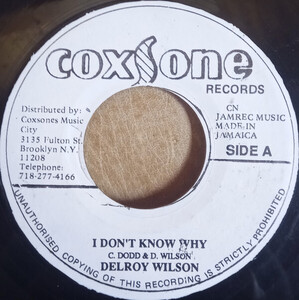 coxsone
RECORDS
Distributed by:
Coxsones Music
City
3135 Fulton St.
Brooklyn N.Y.
11208
Telephone:
718-277-4166
CN
JAMREC MUSIC
MADE IN
JAMAICA
SIDE A
I DON'T KNOW WHY
C. DODD & D. WILSON
DELROY WILSON
UNAUTHORISED COPYING OF THIS RECORDING IS STRICTLY PROHIBITED